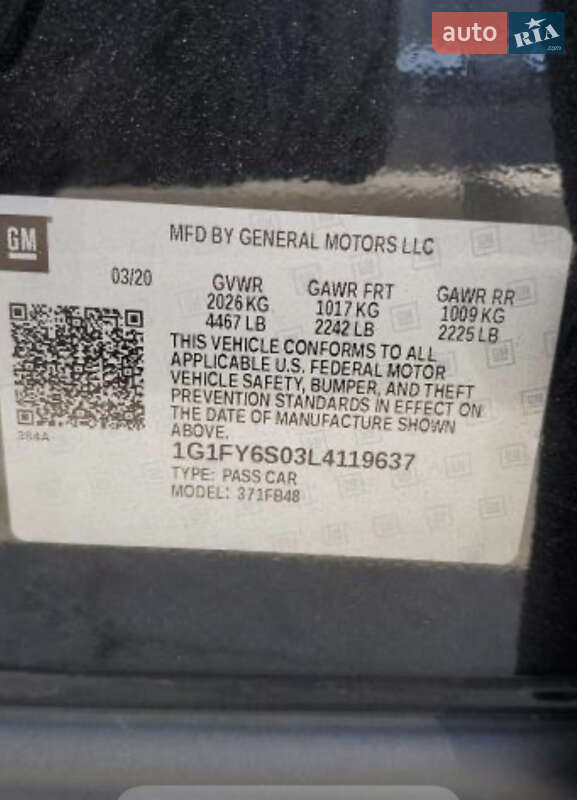 auto RIA.com
GM
MFD BY GENERAL MOTORS LLC
03/20
GVWR GAWR FRT GAWR RR
2026 KG 1017 KG 1009 KG
4467 LB 2242 LB 2225 LB
THIS VEHICLE CONFORMS TO ALL
APPLICABLE U.S. FEDERAL MOTOR
VEHICLE SAFETY, BUMPER, AND THEFT
PREVENTION STANDARDS IN EFFECT ON
THE DATE OF MANUFACTURE SHOWN
ABOVE.
384A
1G1FY6S03L4119637
TYPE: PASS CAR
MODEL: 371FB48